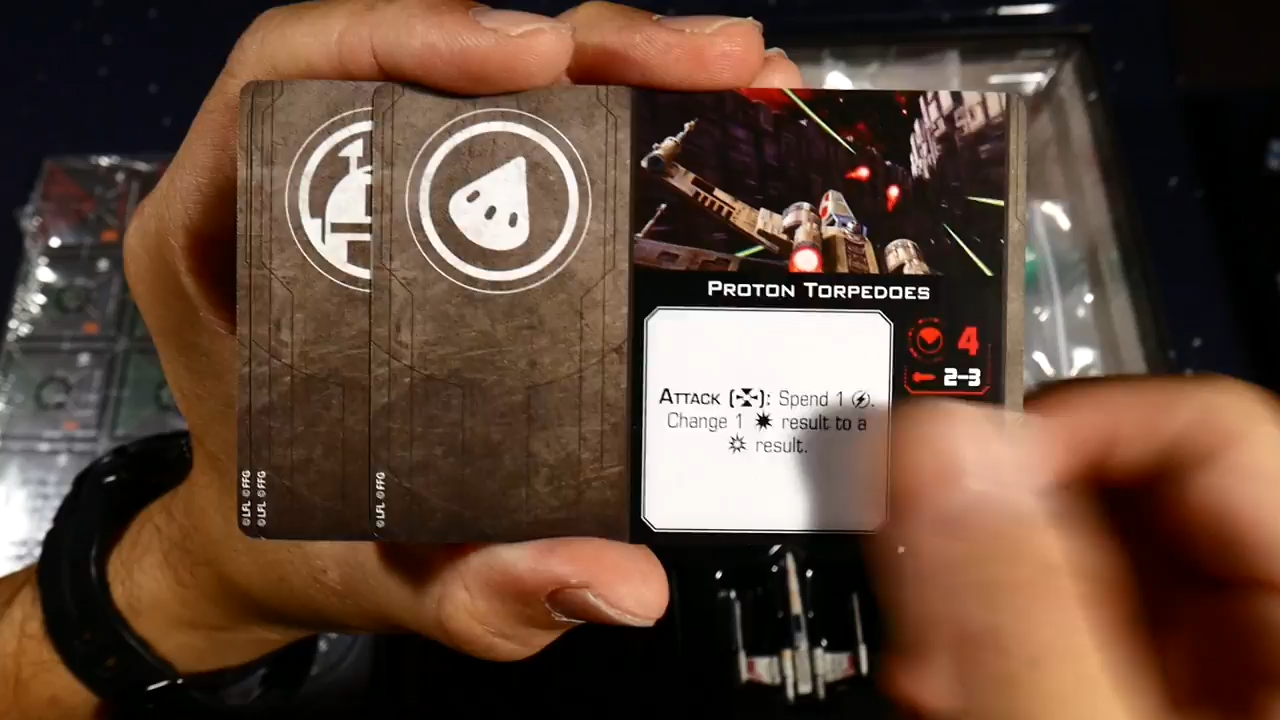 PROTON TORPEDOES
4
2–3
ATTACK [ ]: Spend 1 .
Change 1 result to a
result.
© LFL © FFG
© LFL © FFG
© LFL © FFG